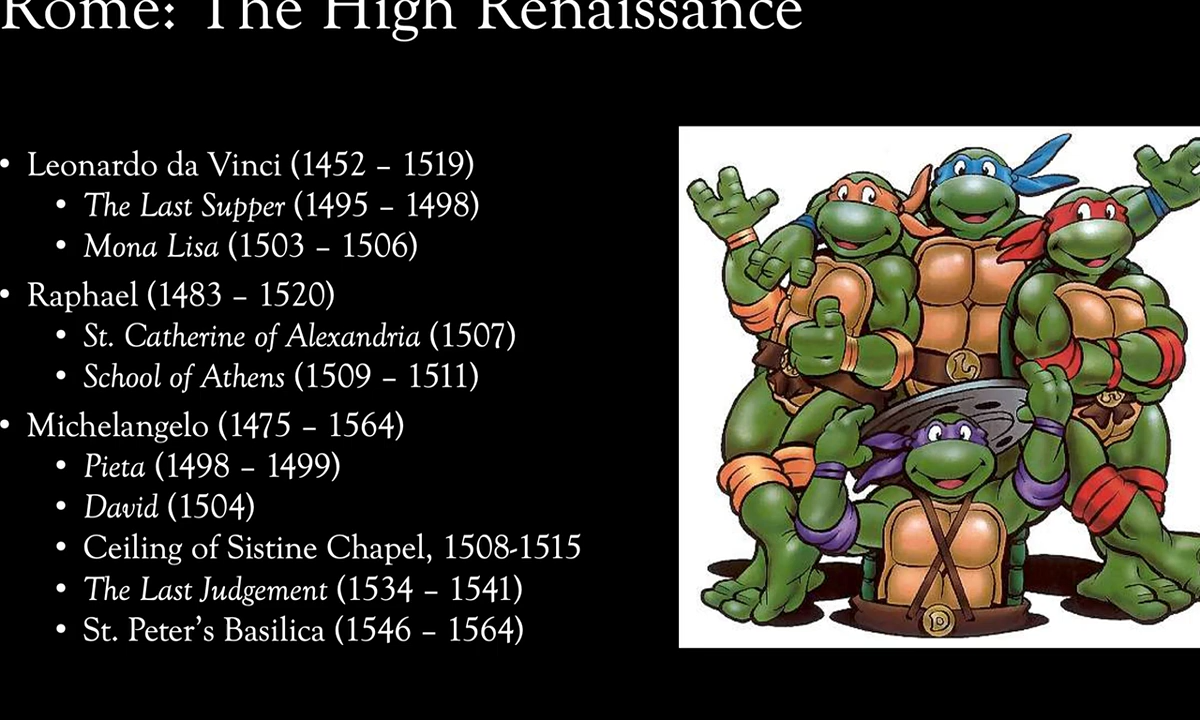 Rome: The High Renaissance
• Leonardo da Vinci (1452 – 1519)
• The Last Supper (1495 – 1498)
• Mona Lisa (1503 – 1506)
• Raphael (1483 – 1520)
• St. Catherine of Alexandria (1507)
• School of Athens (1509 – 1511)
• Michelangelo (1475 – 1564)
• Pieta (1498 – 1499)
• David (1504)
• Ceiling of Sistine Chapel, 1508-1515
• The Last Judgement (1534 – 1541)
• St. Peter’s Basilica (1546 – 1564)
L
D